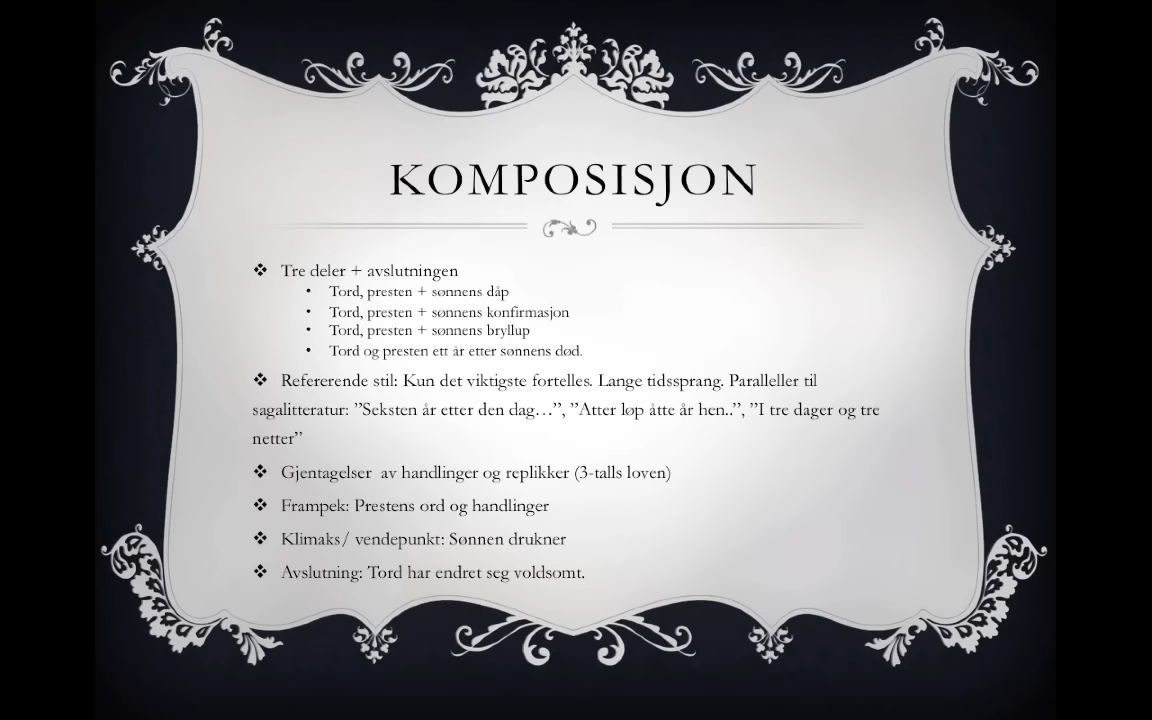 KOMPOSISJON
❖ Tre deler + avslutningen
• Tord, presten + sønnens dåp
• Tord, presten + sønnens konfirmasjon
• Tord, presten + sønnens bryllup
• Tord og presten ett år etter sønnens død.
❖ Refererende stil: Kun det viktigste fortelles. Lange tidssprang. Paralleller til
sagalitteratur: ”Seksten år etter den dag…”, ”Atter løp åtte år hen..”, ”I tre dager og tre
netter”
❖ Gjentagelser av handlinger og replikker (3-talls loven)
❖ Frampek: Prestens ord og handlinger
❖ Klimaks/ vendepunkt: Sønnen drukner
❖ Avslutning: Tord har endret seg voldsomt.